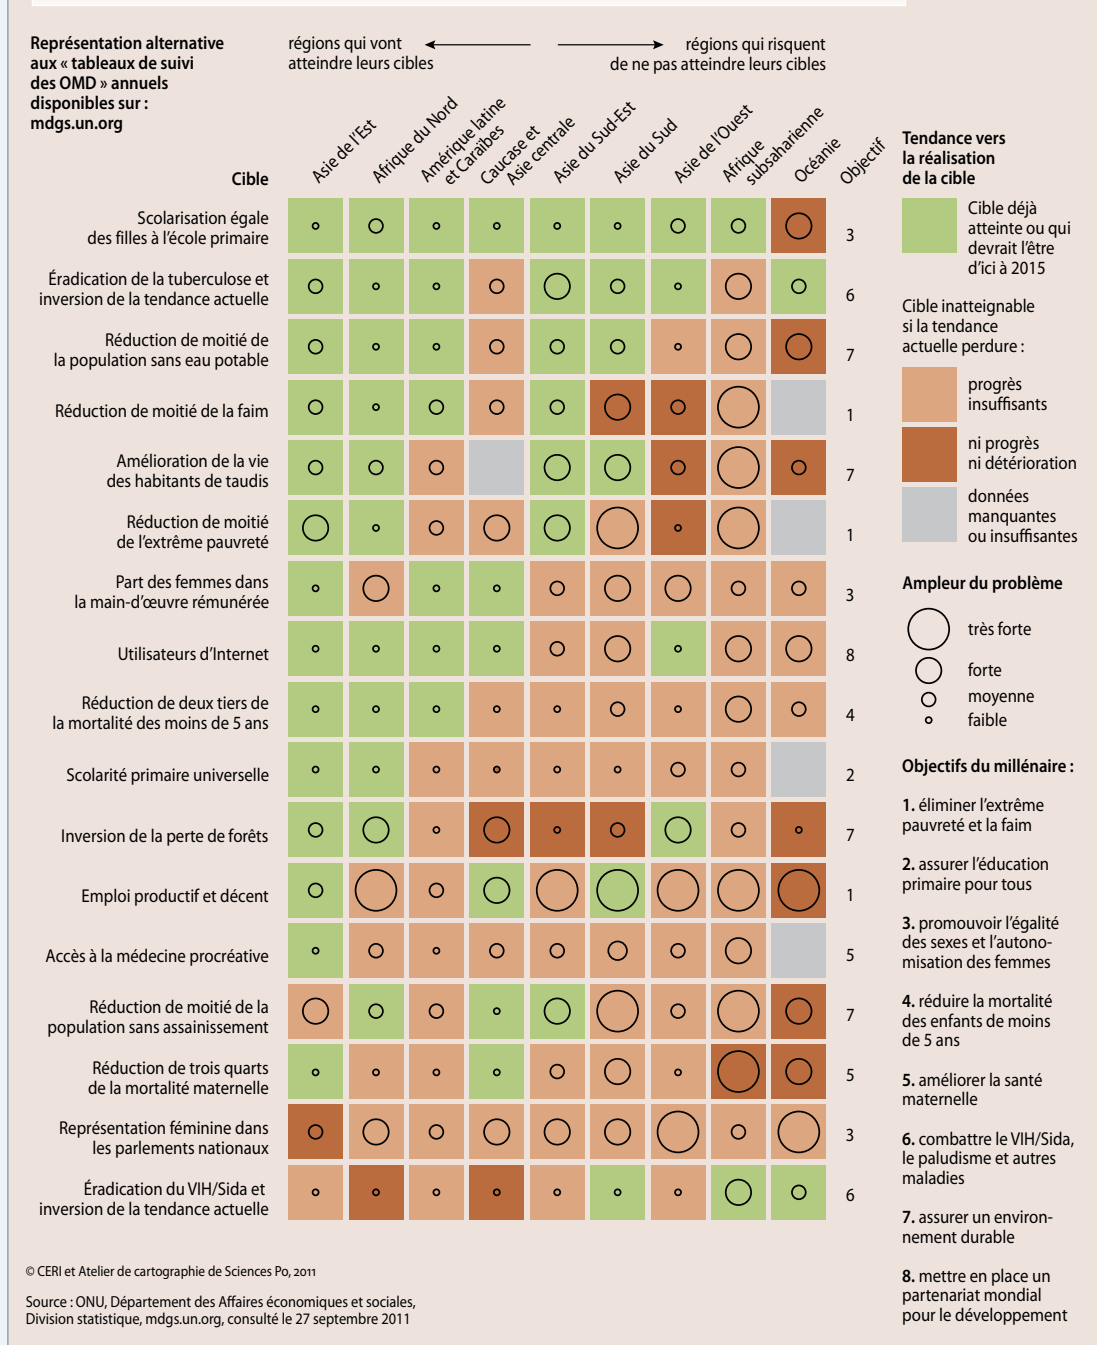 Représentation alternative
aux « tableaux de suivi
des OMD » annuels
disponibles sur :
mdgs.un.org
régions qui vont
atteindre leurs cibles
régions qui risquent
de ne pas atteindre leurs cibles
Cible
Asie de l'Est
Afrique du Nord
Amérique latine
et Caraïbes
Caucase et
Asie centrale
Asie du Sud-Est
Asie du Sud
Asie de l'Ouest
Afrique
subsaharienne
Océanie
Objectif
Scolarisation égale
des filles à l'école primaire
3
Éradication de la tuberculose et
inversion de la tendance actuelle
6
Réduction de moitié de
la population sans eau potable
7
Réduction de moitié de la faim
1
Amélioration de la vie
des habitants de taudis
7
Réduction de moitié
de l'extrême pauvreté
1
Part des femmes dans
la main-d'œuvre rémunérée
3
Utilisateurs d'Internet
8
Réduction de deux tiers de
la mortalité des moins de 5 ans
4
Scolarité primaire universelle
2
Inversion de la perte de forêts
7
Emploi productif et décent
1
Accès à la médecine procréative
5
Réduction de moitié de la
population sans assainissement
7
Réduction de trois quarts
de la mortalité maternelle
5
Représentation féminine dans
les parlements nationaux
3
Éradication du VIH/Sida et
inversion de la tendance actuelle
6
Tendance vers
la réalisation
de la cible
Cible déjà
atteinte ou qui
devrait l'être
d'ici à 2015
Cible inatteignable
si la tendance
actuelle perdure :
progrès
insuffisants
ni progrès
ni détérioration
données
manquantes
ou insuffisantes
Ampleur du problème
très forte
forte
moyenne
faible
Objectifs du millénaire :
1. éliminer l'extrême
pauvreté et la faim
2. assurer l'éducation
primaire pour tous
3. promouvoir l'égalité
des sexes et l'autono-
misation des femmes
4. réduire la mortalité
des enfants de moins
de 5 ans
5. améliorer la santé
maternelle
6. combattre le VIH/Sida,
le paludisme et autres
maladies
7. assurer un environ-
nement durable
8. mettre en place un
partenariat mondial
pour le développement
© CERI et Atelier de cartographie de Sciences Po, 2011
Source : ONU, Département des Affaires économiques et sociales,
Division statistique, mdgs.un.org, consulté le 27 septembre 2011